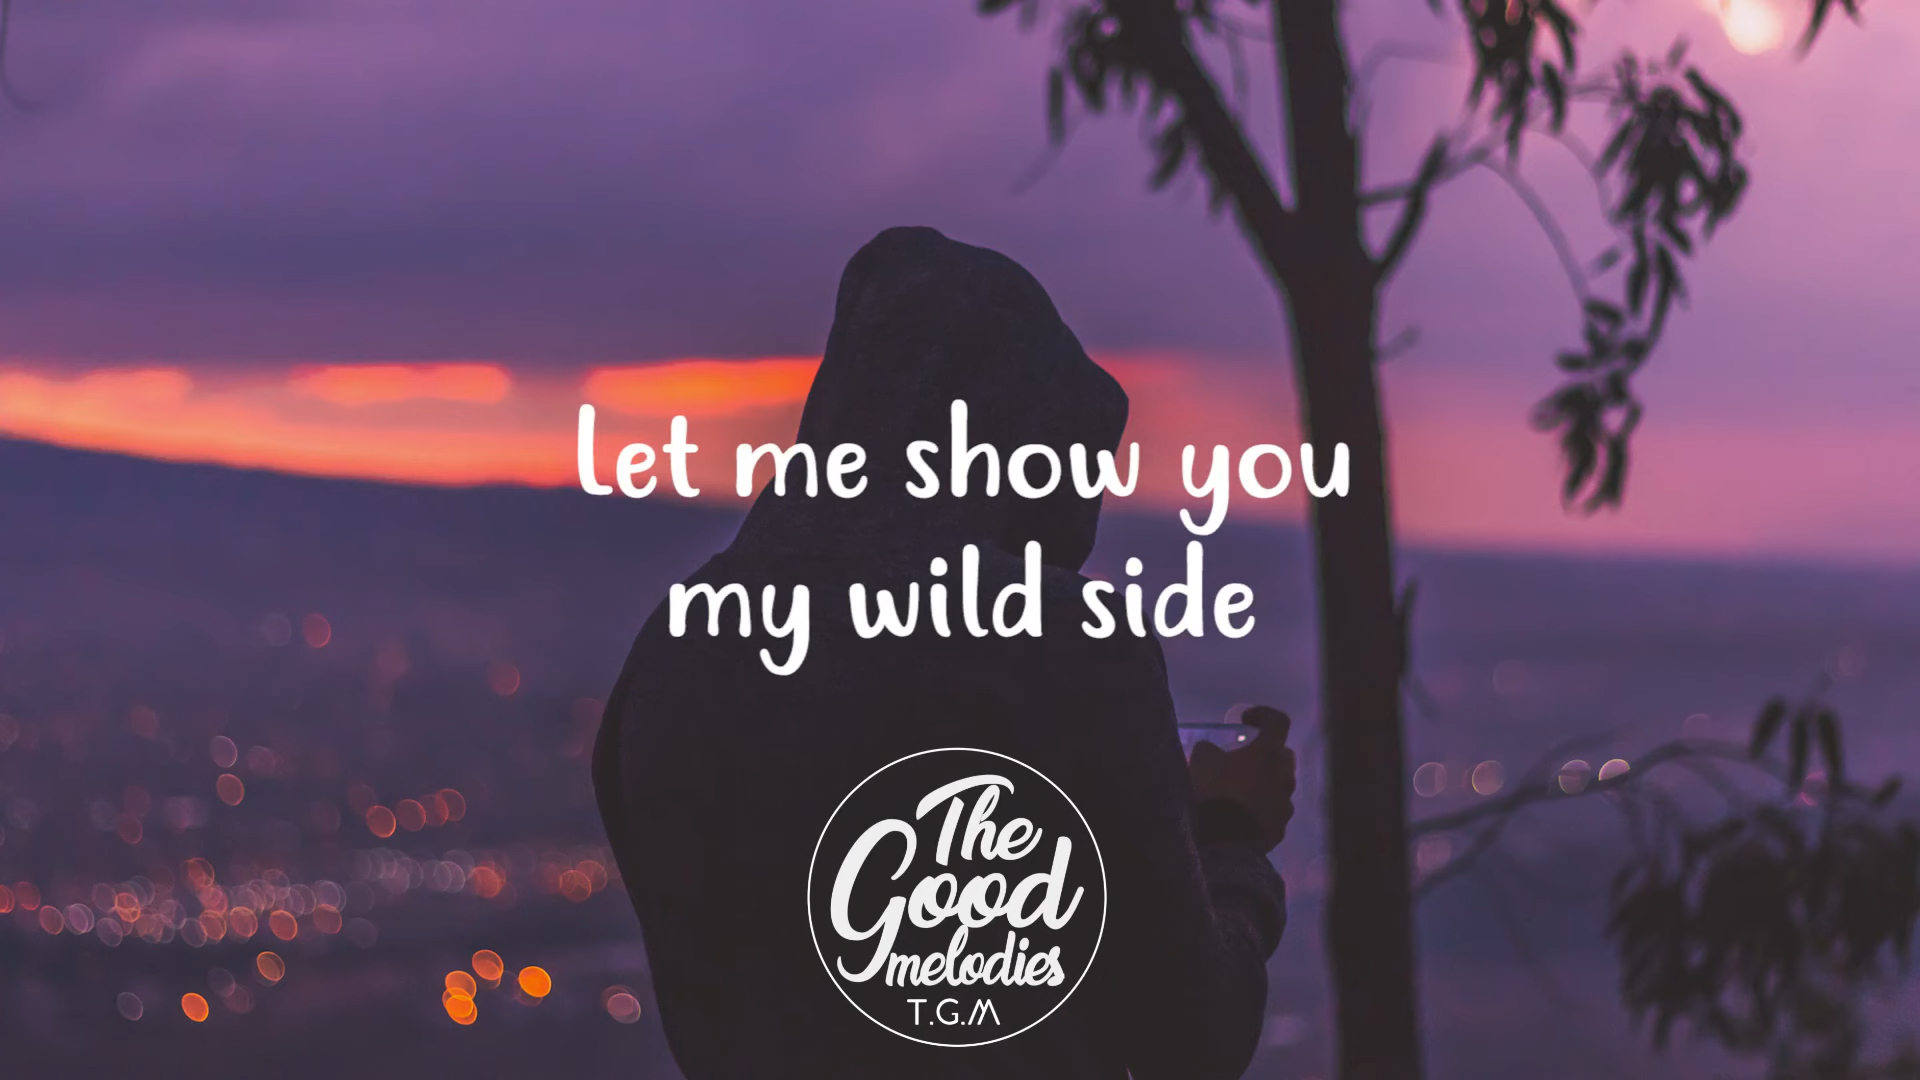 let me show you
my wild side
The
Good
melodies
T.G.M